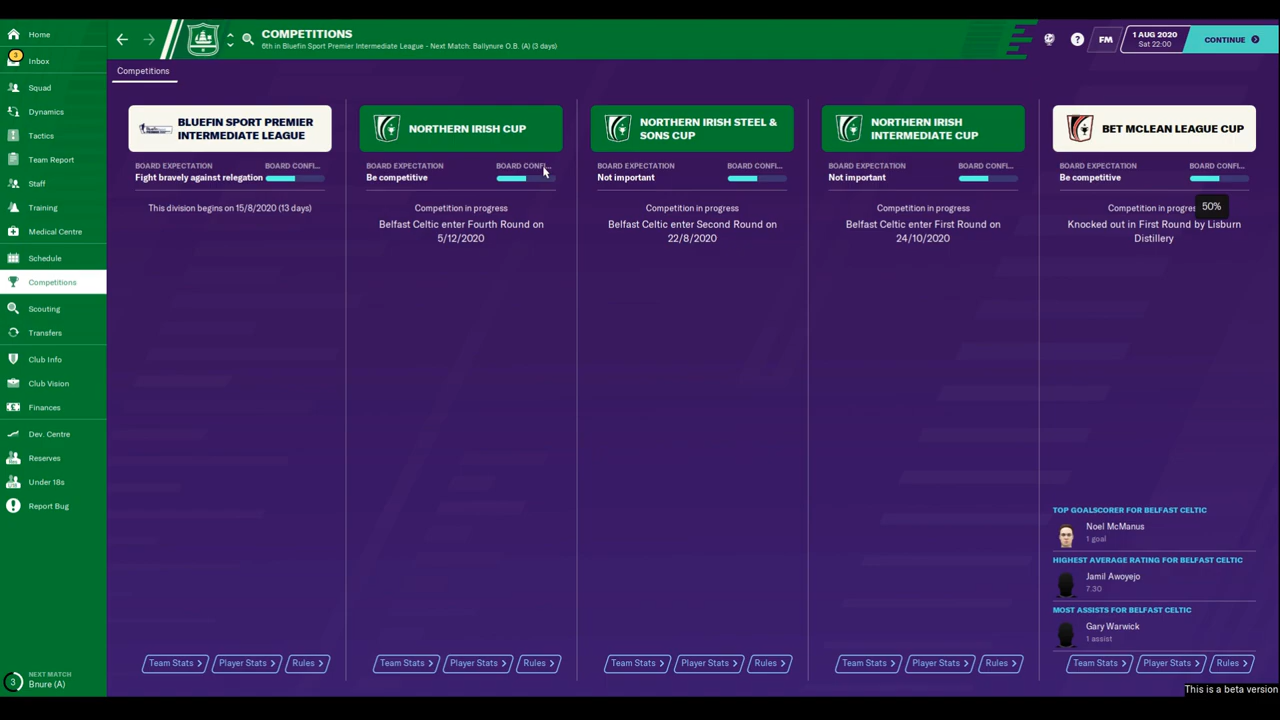 Home
3
Inbox
Squad
Dynamics
Tactics
Team Report
Staff
Training
Medical Centre
Schedule
Competitions
Scouting
Transfers
Club Info
Club Vision
Finances
Dev. Centre
Reserves
Under 18s
Report Bug
3
NEXT MATCH
Bnure (A)
COMPETITIONS
6th in Bluefin Sport Premier Intermediate League - Next Match: Ballynure O.B. (A) (3 days)
?
FM
1 AUG 2020
Sat 22:00
CONTINUE
Competitions
BLUEFIN SPORT PREMIER
INTERMEDIATE LEAGUE
BOARD EXPECTATION BOARD CONFI...
Fight bravely against relegation
This division begins on 15/8/2020 (13 days)
Team Stats Player Stats Rules
NORTHERN IRISH CUP
BOARD EXPECTATION BOARD CONFI...
Be competitive
Competition in progress
Belfast Celtic enter Fourth Round on
5/12/2020
Team Stats Player Stats Rules
NORTHERN IRISH STEEL &
SONS CUP
BOARD EXPECTATION BOARD CONFI...
Not important
Competition in progress
Belfast Celtic enter Second Round on
22/8/2020
Team Stats Player Stats Rules
NORTHERN IRISH
INTERMEDIATE CUP
BOARD EXPECTATION BOARD CONFI...
Not important
Competition in progress
Belfast Celtic enter First Round on
24/10/2020
Team Stats Player Stats Rules
BET MCLEAN LEAGUE CUP
BOARD EXPECTATION BOARD CONFI...
Be competitive
50%
Competition in progress
Knocked out in First Round by Lisburn
Distillery
TOP GOALSCORER FOR BELFAST CELTIC
Noel McManus
1 goal
HIGHEST AVERAGE RATING FOR BELFAST CELTIC
Jamil Awoyejo
7.30
MOST ASSISTS FOR BELFAST CELTIC
Gary Warwick
1 assist
Team Stats Player Stats Rules
This is a beta version